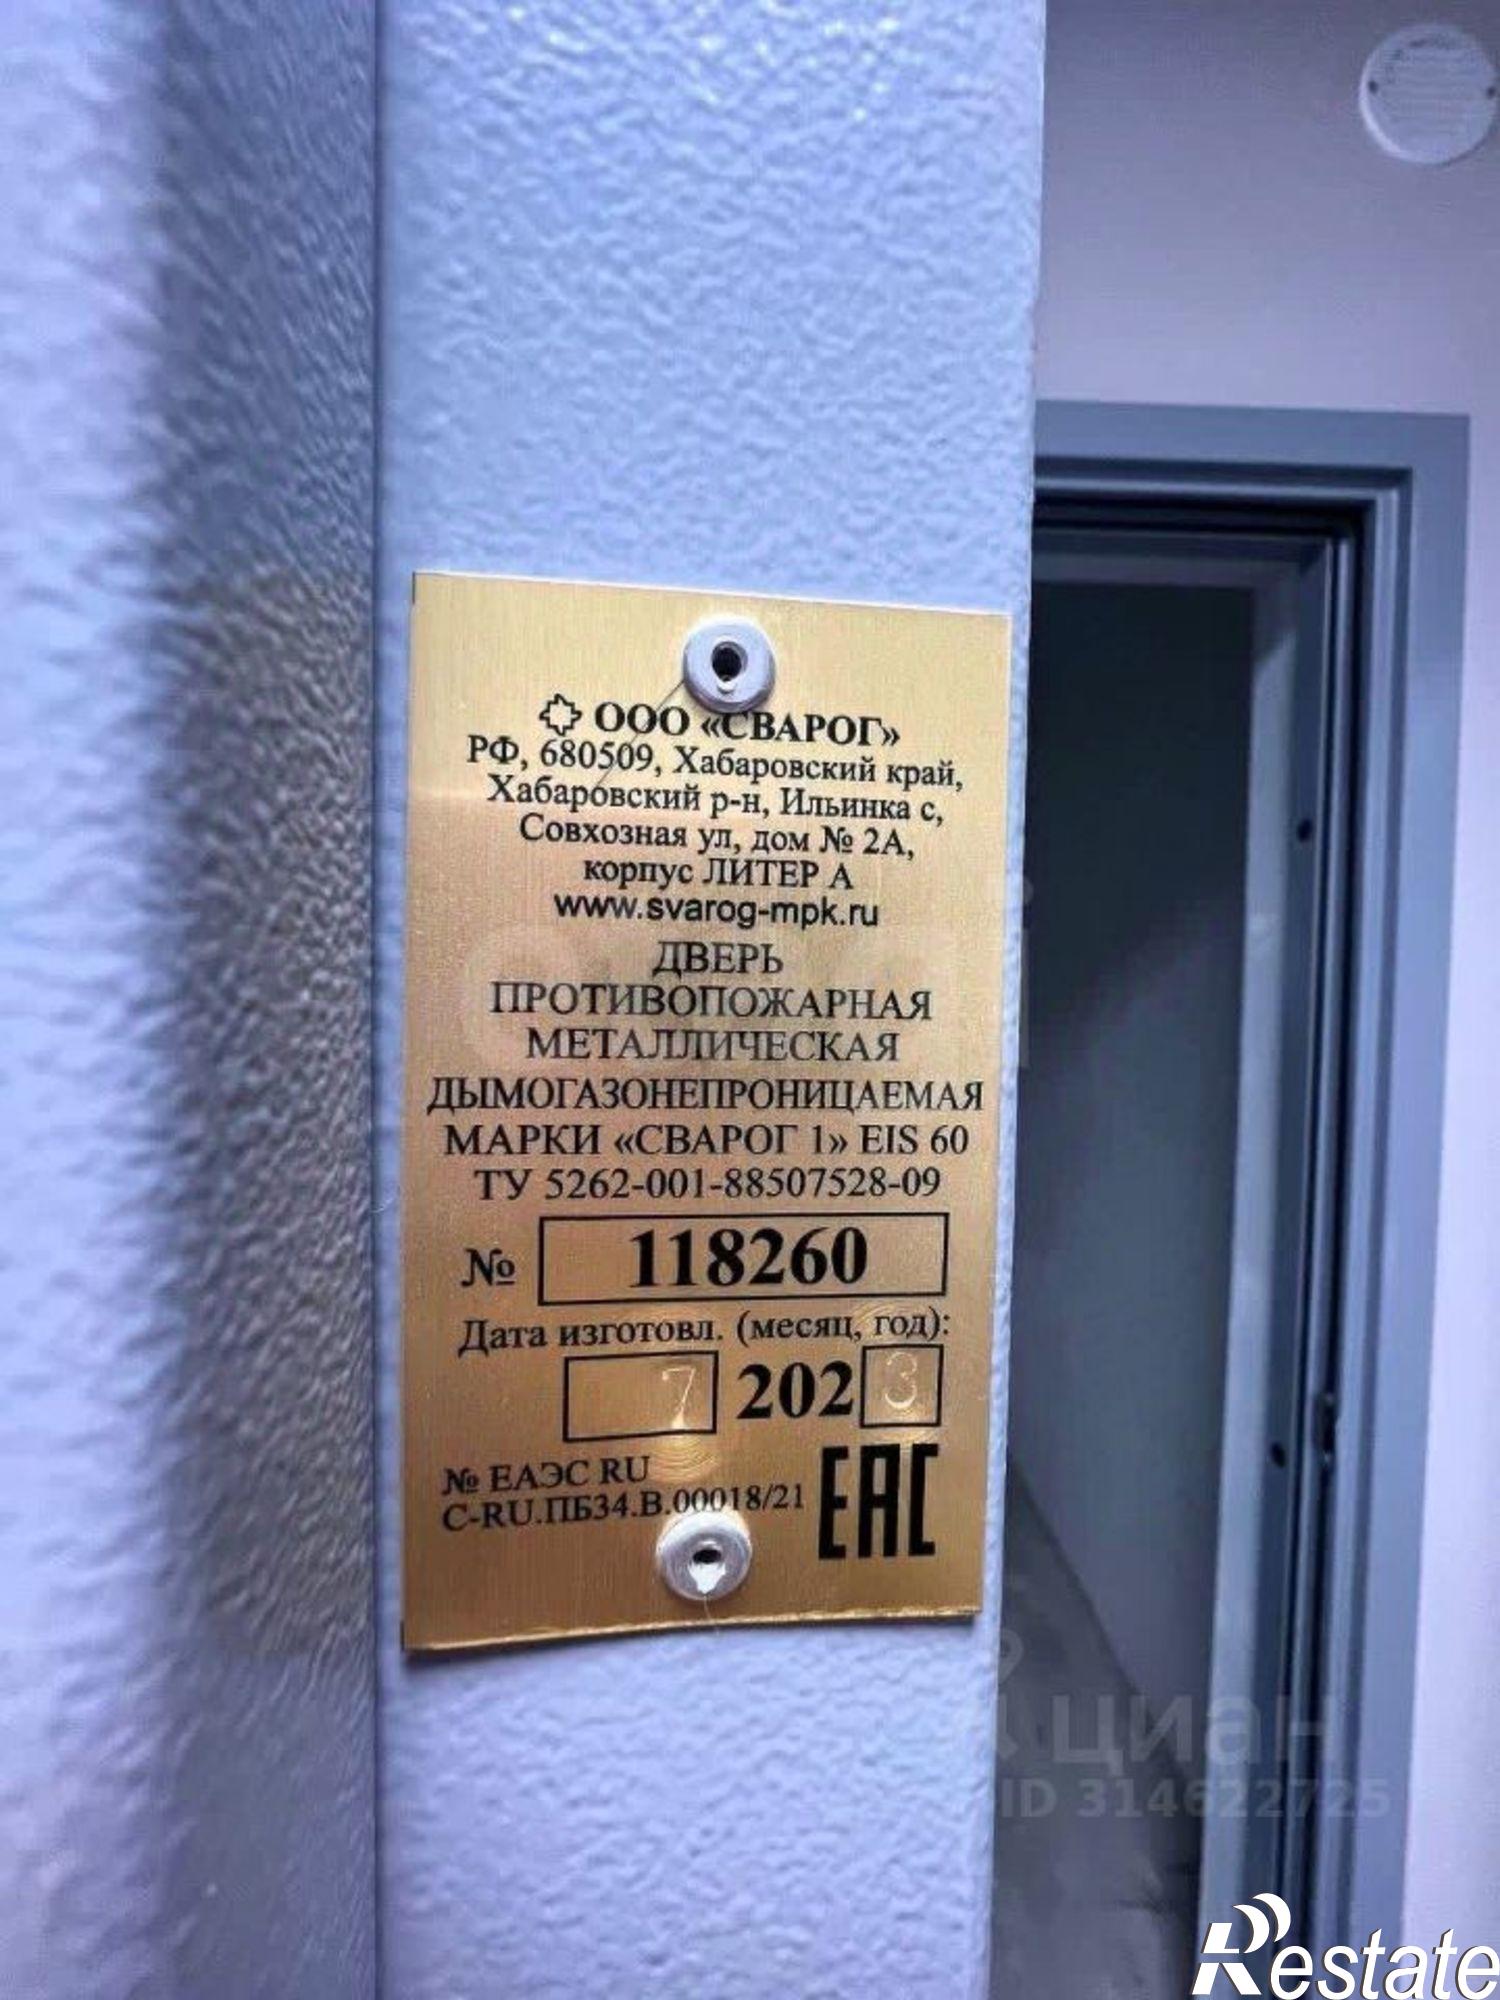 ООО «СВАРОГ»
РФ, 680509, Хабаровский край,
Хабаровский р-н, Ильинка с,
Совхозная ул, дом № 2А,
корпус ЛИТЕР А
www.svarog-mpk.ru
ДВЕРЬ
ПРОТИВОПОЖАРНАЯ
МЕТАЛЛИЧЕСКАЯ
ДЫМОГАЗОНЕПРОНИЦАЕМАЯ
МАРКИ «СВАРОГ 1» EIS 60
ТУ 5262-001-88507528-09
№ 118260
Дата изготовл. (месяц, год):
7 2023
№ ЕАЭС RU
C-RU.ПБ34.В.00018/21
EAC
циан
ID 314622725
Restate